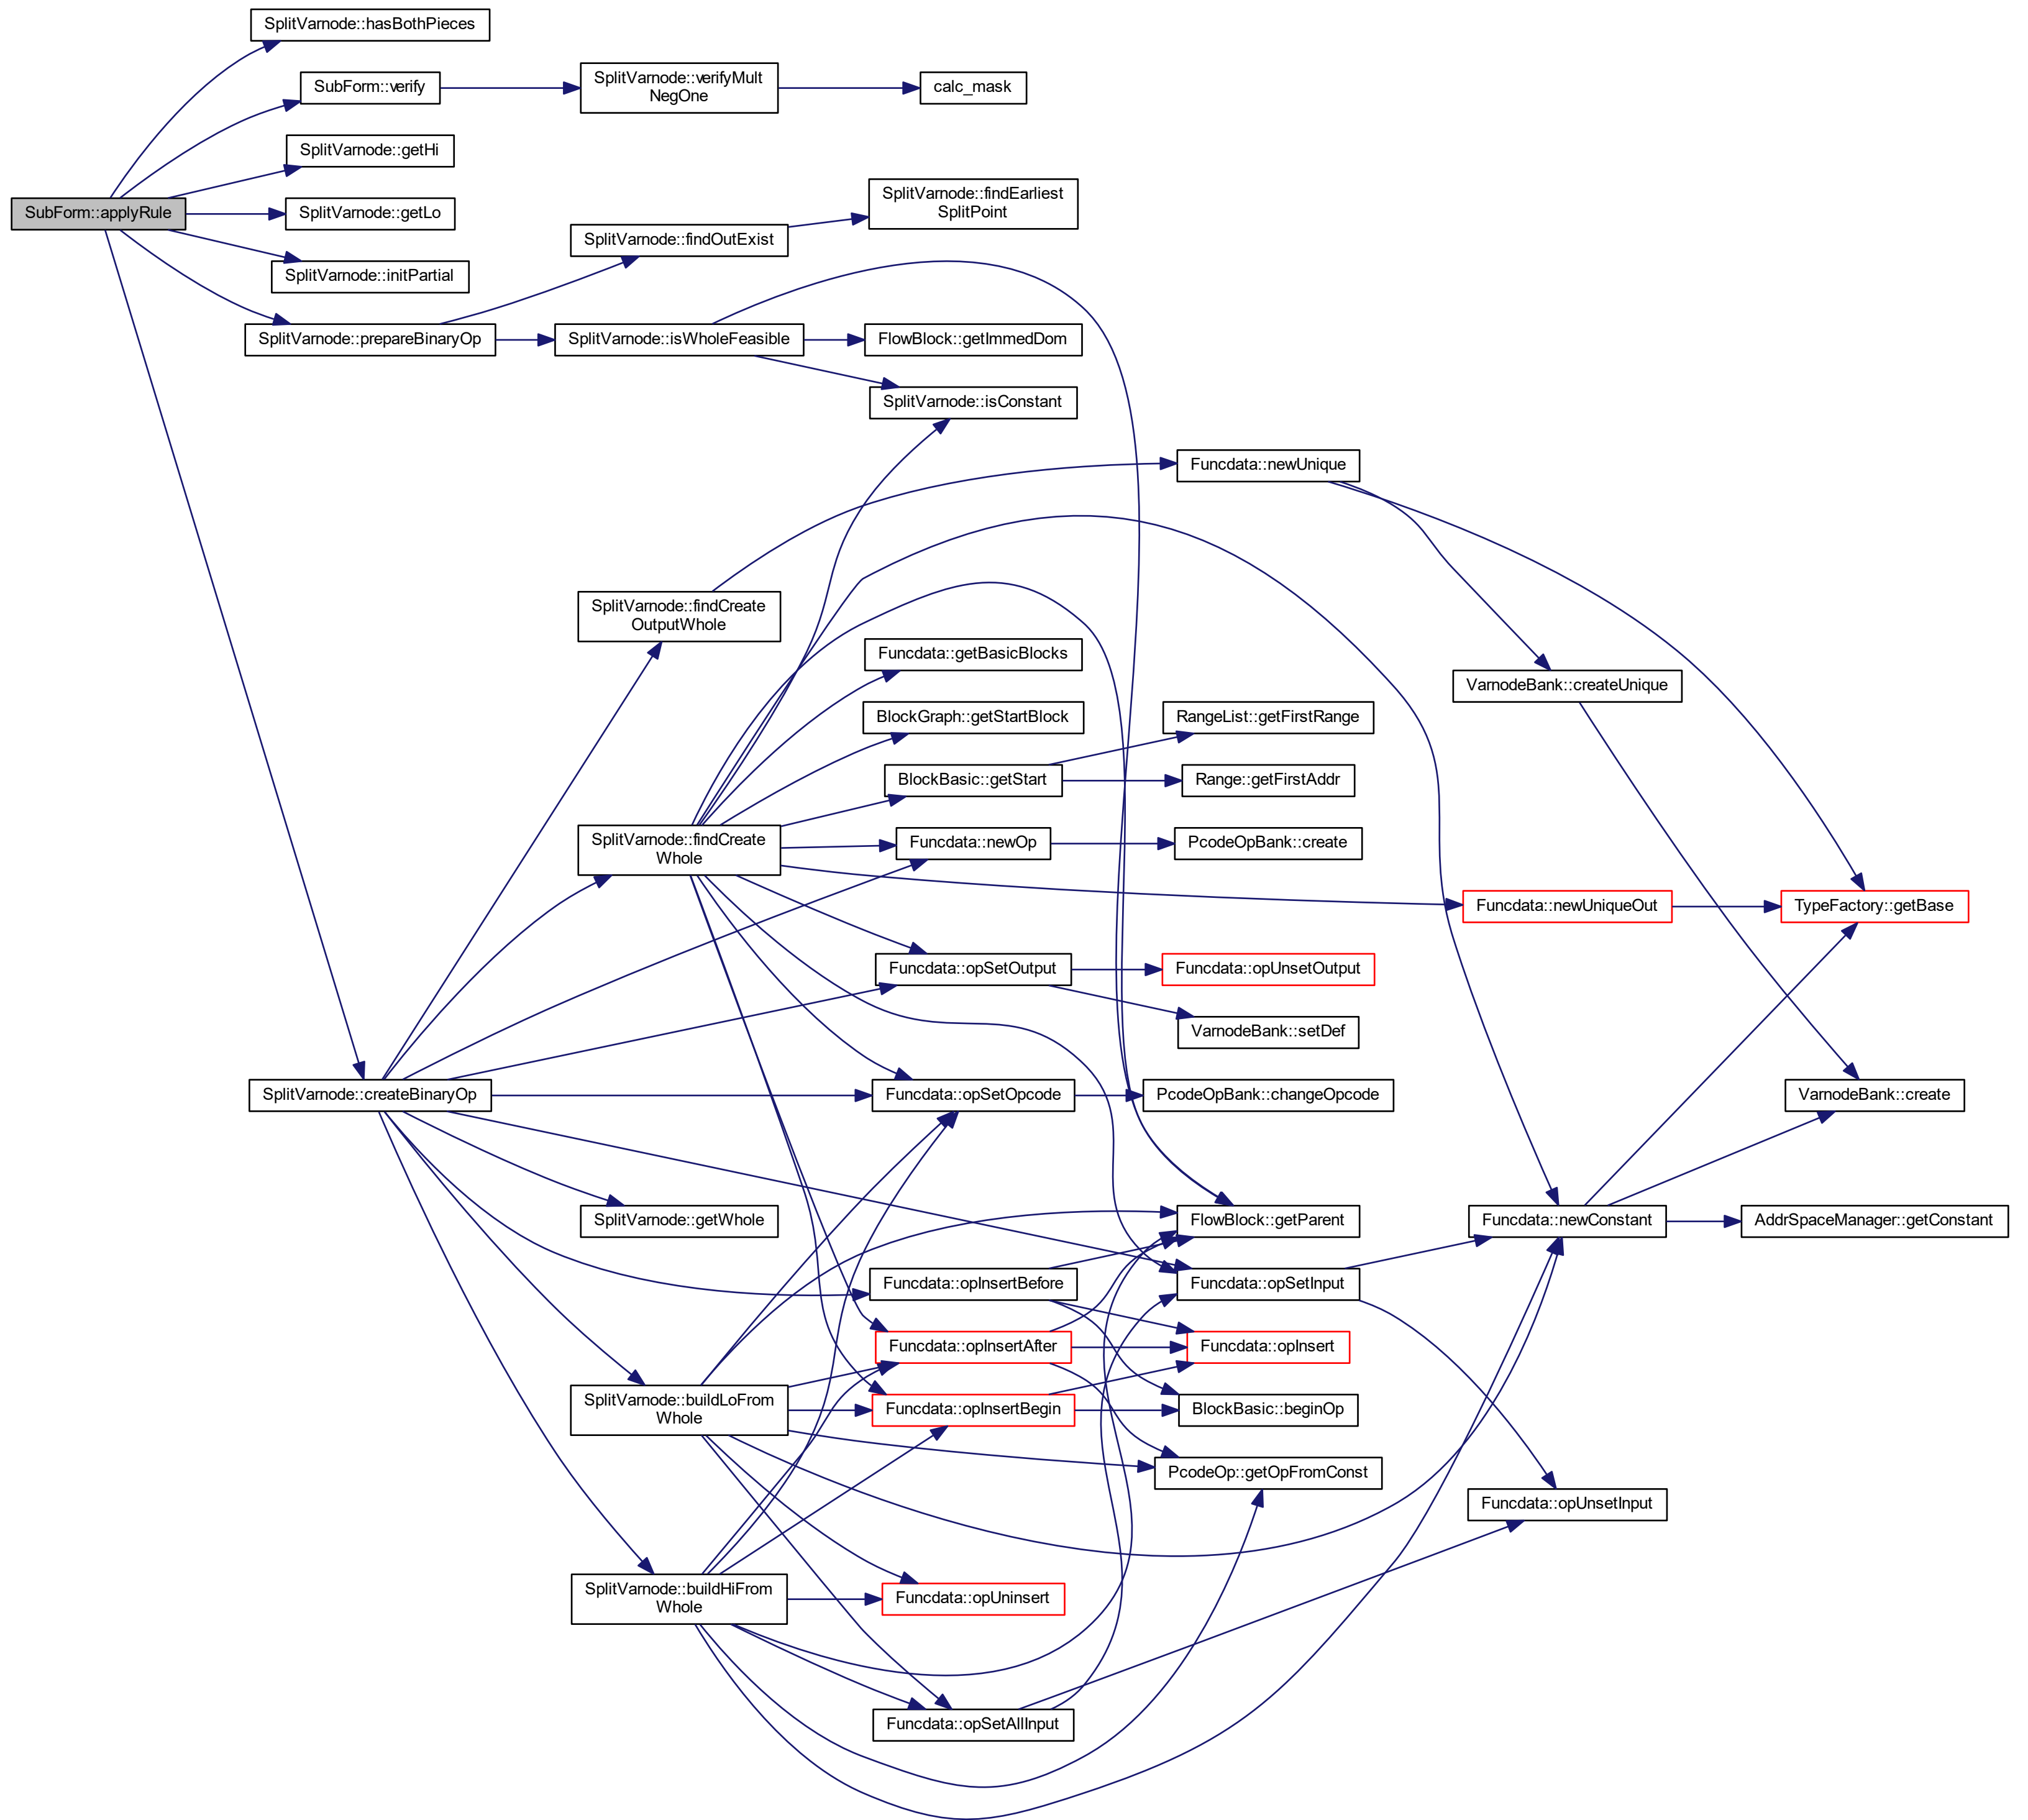 SplitVarnode::hasBothPieces
SubForm::verify
SplitVarnode::verifyMult
NegOne
calc_mask
SplitVarnode::getHi
SubForm::applyRule
SplitVarnode::getLo
SplitVarnode::findEarliest
SplitPoint
SplitVarnode::findOutExist
SplitVarnode::initPartial
SplitVarnode::prepareBinaryOp
SplitVarnode::isWholeFeasible
FlowBlock::getImmedDom
SplitVarnode::isConstant
Funcdata::newUnique
SplitVarnode::findCreate
OutputWhole
Funcdata::getBasicBlocks
VarnodeBank::createUnique
BlockGraph::getStartBlock
RangeList::getFirstRange
BlockBasic::getStart
Range::getFirstAddr
SplitVarnode::findCreate
Whole
Funcdata::newOp
PcodeOpBank::create
Funcdata::newUniqueOut
TypeFactory::getBase
Funcdata::opSetOutput
Funcdata::opUnsetOutput
VarnodeBank::setDef
SplitVarnode::createBinaryOp
Funcdata::opSetOpcode
PcodeOpBank::changeOpcode
VarnodeBank::create
SplitVarnode::getWhole
FlowBlock::getParent
Funcdata::newConstant
AddrSpaceManager::getConstant
Funcdata::opInsertBefore
Funcdata::opSetInput
Funcdata::opInsertAfter
Funcdata::opInsert
SplitVarnode::buildLoFrom
Whole
Funcdata::opInsertBegin
BlockBasic::beginOp
PcodeOp::getOpFromConst
Funcdata::opUnsetInput
SplitVarnode::buildHiFrom
Whole
Funcdata::opUninsert
Funcdata::opSetAllInput